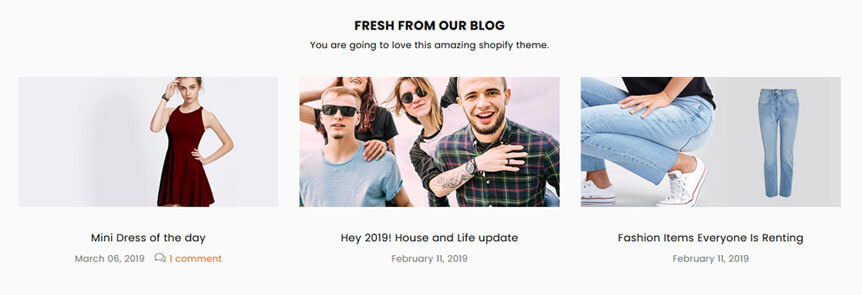 FRESH FROM OUR BLOG
You are going to love this amazing shopify theme.
Mini Dress of the day
March 06, 2019 1 comment
Hey 2019! House and Life update
February 11, 2019
Fashion Items Everyone Is Renting
February 11, 2019